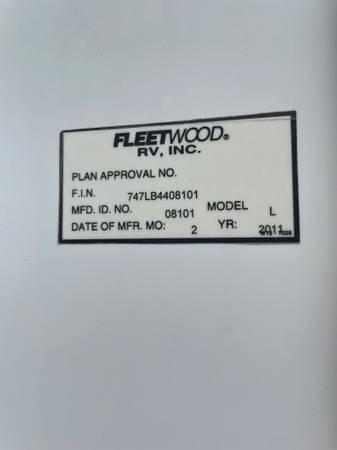 FLEETWOOD®
RV, INC.
PLAN APPROVAL NO.
F.I.N. 747LB4408101
MFD. ID. NO. 08101 MODEL L
DATE OF MFR. MO: 2 YR: 2011